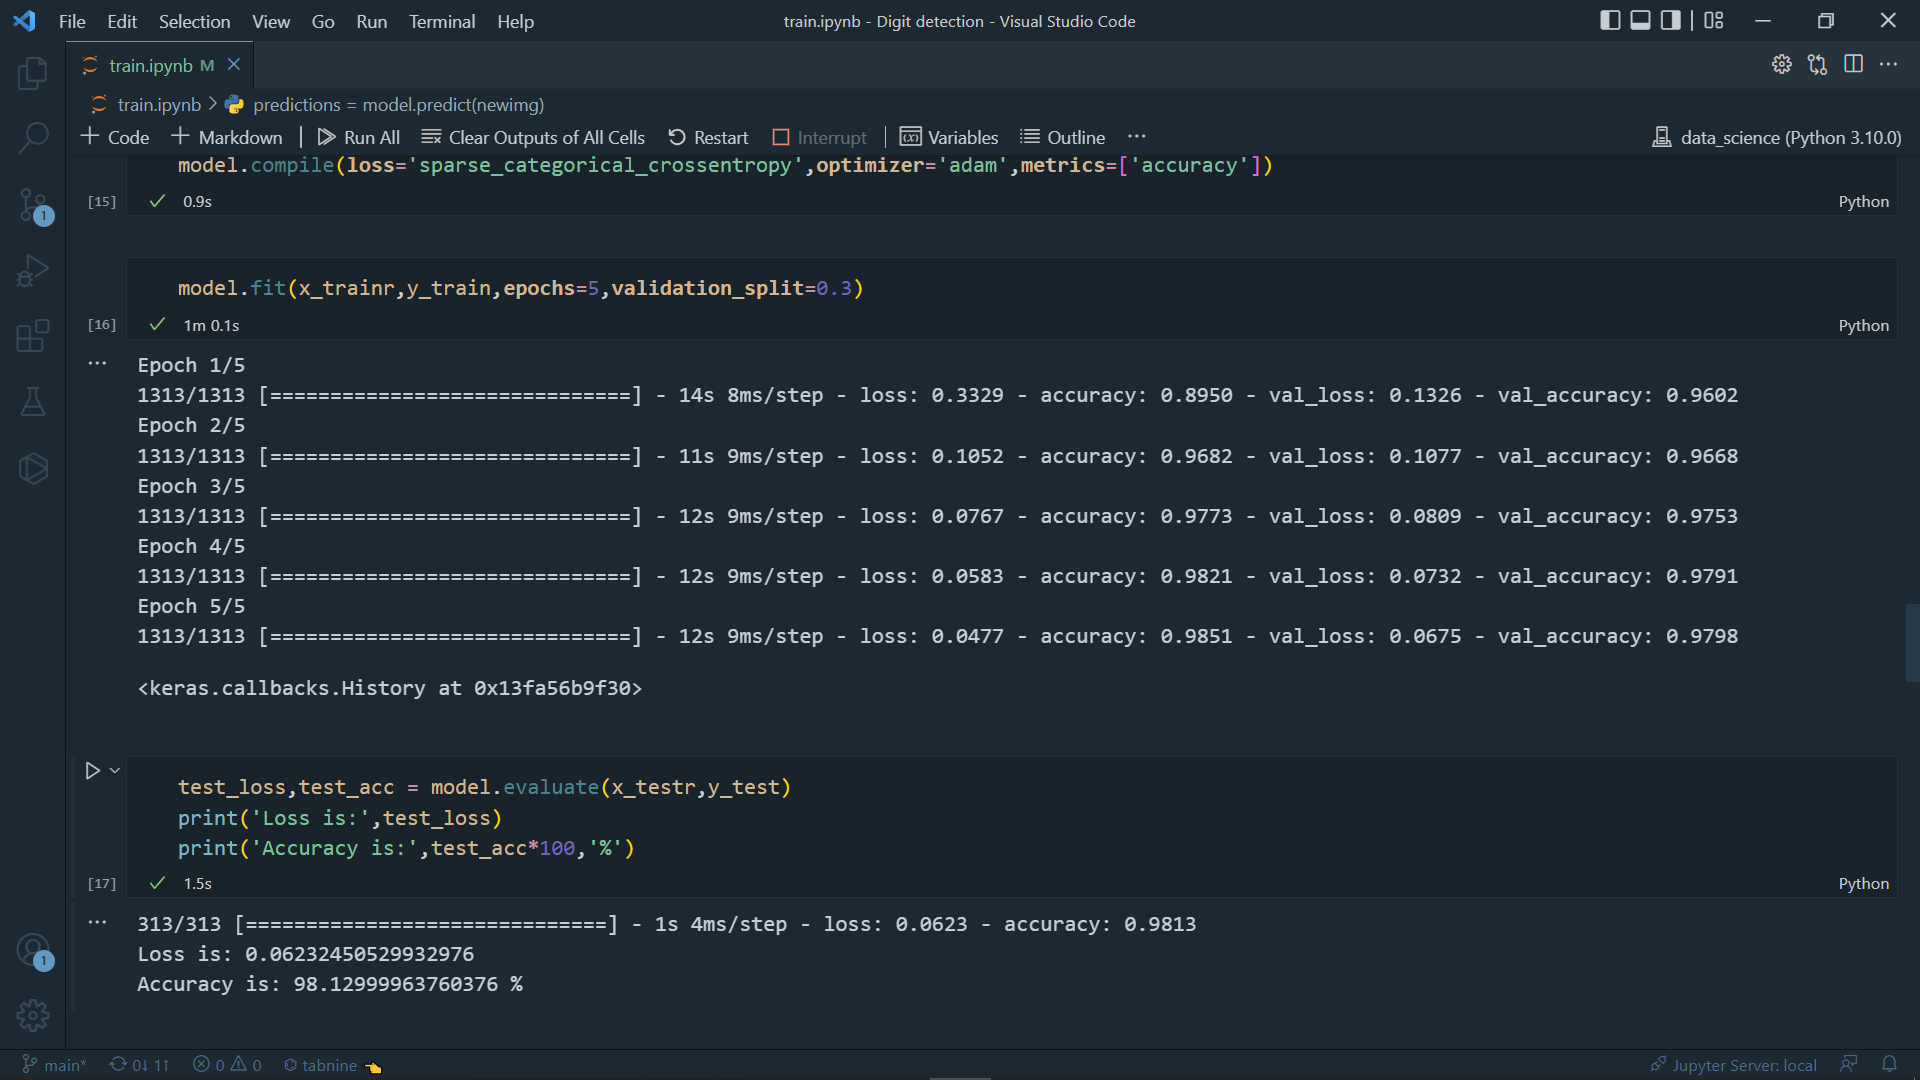 File Edit Selection View Go Run Terminal Help
train.ipynb - Digit detection - Visual Studio Code
train.ipynb M
train.ipynb > predictions = model.predict(newimg)
+ Code + Markdown | Run All Clear Outputs of All Cells Restart Interrupt | Variables Outline ...
data_science (Python 3.10.0)
model.compile(loss='sparse_categorical_crossentropy',optimizer='adam',metrics=['accuracy'])
[15] 0.9s Python
model.fit(x_trainr,y_train,epochs=5,validation_split=0.3)
[16] 1m 0.1s Python
Epoch 1/5
1313/1313 [==============================] - 14s 8ms/step - loss: 0.3329 - accuracy: 0.8950 - val_loss: 0.1326 - val_accuracy: 0.9602
Epoch 2/5
1313/1313 [==============================] - 11s 9ms/step - loss: 0.1052 - accuracy: 0.9682 - val_loss: 0.1077 - val_accuracy: 0.9668
Epoch 3/5
1313/1313 [==============================] - 12s 9ms/step - loss: 0.0767 - accuracy: 0.9773 - val_loss: 0.0809 - val_accuracy: 0.9753
Epoch 4/5
1313/1313 [==============================] - 12s 9ms/step - loss: 0.0583 - accuracy: 0.9821 - val_loss: 0.0732 - val_accuracy: 0.9791
Epoch 5/5
1313/1313 [==============================] - 12s 9ms/step - loss: 0.0477 - accuracy: 0.9851 - val_loss: 0.0675 - val_accuracy: 0.9798
<keras.callbacks.History at 0x13fa56b9f30>
test_loss,test_acc = model.evaluate(x_testr,y_test)
print('Loss is:',test_loss)
print('Accuracy is:',test_acc*100,'%')
[17] 1.5s Python
313/313 [==============================] - 1s 4ms/step - loss: 0.0623 - accuracy: 0.9813
Loss is: 0.06232450529932976
Accuracy is: 98.12999963760376 %
1
1
main* 0↓ 1↑ 0 0 tabnine
Jupyter Server: local